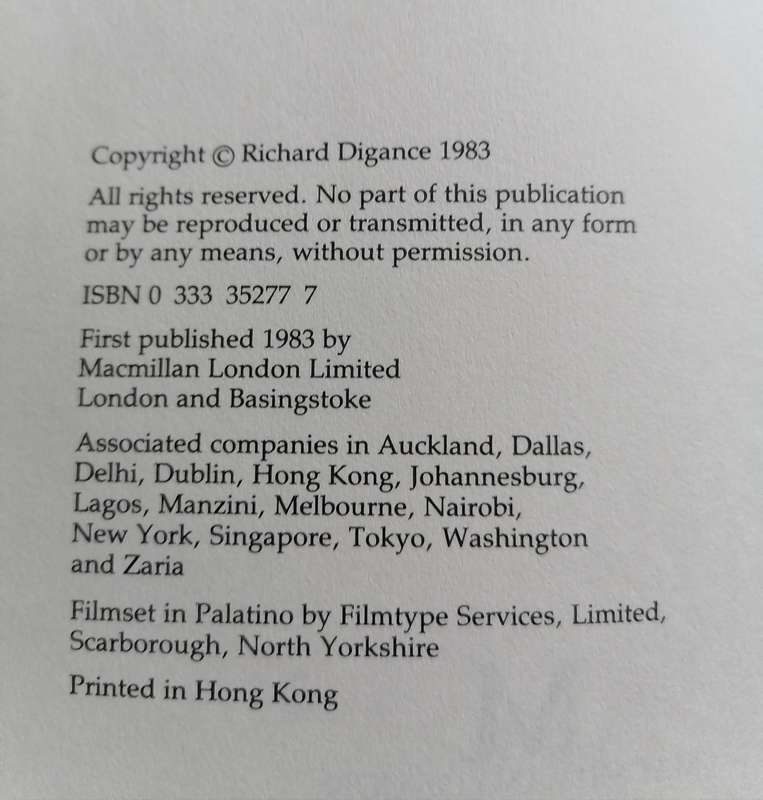 Copyright © Richard Digance 1983
All rights reserved. No part of this publication
may be reproduced or transmitted, in any form
or by any means, without permission.
ISBN 0 333 35277 7
First published 1983 by
Macmillan London Limited
London and Basingstoke
Associated companies in Auckland, Dallas,
Delhi, Dublin, Hong Kong, Johannesburg,
Lagos, Manzini, Melbourne, Nairobi,
New York, Singapore, Tokyo, Washington
and Zaria
Filmset in Palatino by Filmtype Services, Limited,
Scarborough, North Yorkshire
Printed in Hong Kong